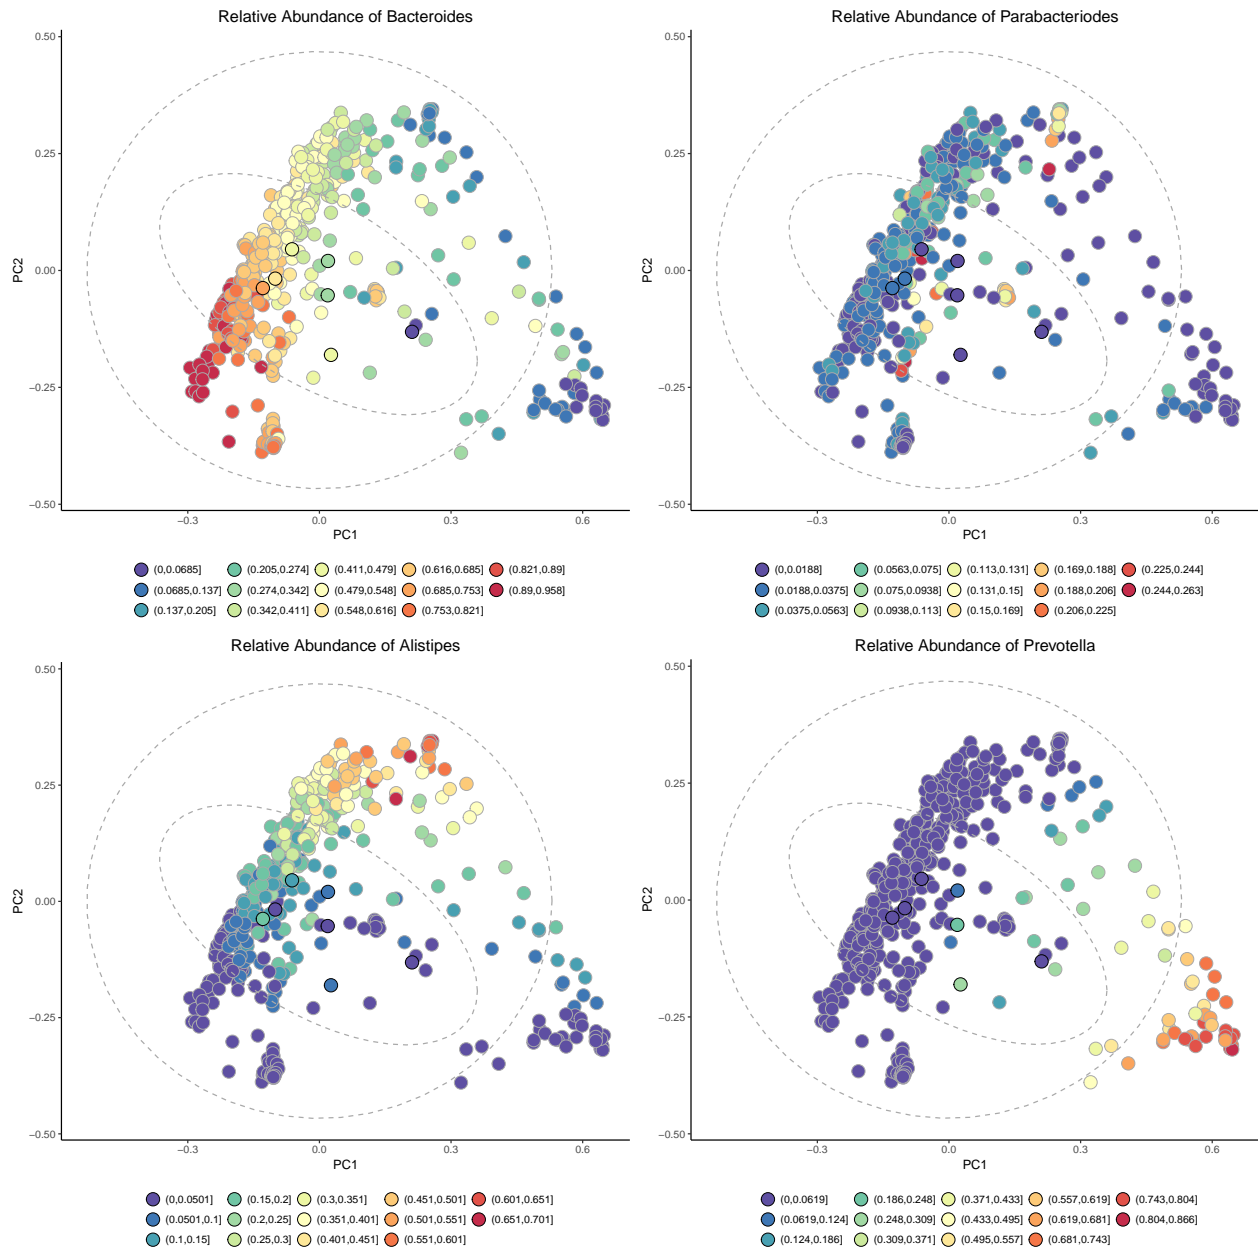 Relative Abundance of Bacteroides
0.50
0.25
0.00
−0.25
−0.50
PC2
−0.3 0.0 0.3 0.6
PC1
(0,0.0685] (0.205,0.274] (0.411,0.479] (0.616,0.685] (0.821,0.89]
(0.0685,0.137] (0.274,0.342] (0.479,0.548] (0.685,0.753] (0.89,0.958]
(0.137,0.205] (0.342,0.411] (0.548,0.616] (0.753,0.821]
Relative Abundance of Parabacteriodes
0.50
0.25
0.00
−0.25
−0.50
PC2
−0.3 0.0 0.3 0.6
PC1
(0,0.0188] (0.0563,0.075] (0.113,0.131] (0.169,0.188] (0.225,0.244]
(0.0188,0.0375] (0.075,0.0938] (0.131,0.15] (0.188,0.206] (0.244,0.263]
(0.0375,0.0563] (0.0938,0.113] (0.15,0.169] (0.206,0.225]
Relative Abundance of Alistipes
0.50
0.25
0.00
−0.25
−0.50
PC2
−0.3 0.0 0.3 0.6
PC1
(0,0.0501] (0.15,0.2] (0.3,0.351] (0.451,0.501] (0.601,0.651]
(0.0501,0.1] (0.2,0.25] (0.351,0.401] (0.501,0.551] (0.651,0.701]
(0.1,0.15] (0.25,0.3] (0.401,0.451] (0.551,0.601]
Relative Abundance of Prevotella
0.50
0.25
0.00
−0.25
−0.50
PC2
−0.3 0.0 0.3 0.6
PC1
(0,0.0619] (0.186,0.248] (0.371,0.433] (0.557,0.619] (0.743,0.804]
(0.0619,0.124] (0.248,0.309] (0.433,0.495] (0.619,0.681] (0.804,0.866]
(0.124,0.186] (0.309,0.371] (0.495,0.557] (0.681,0.743]